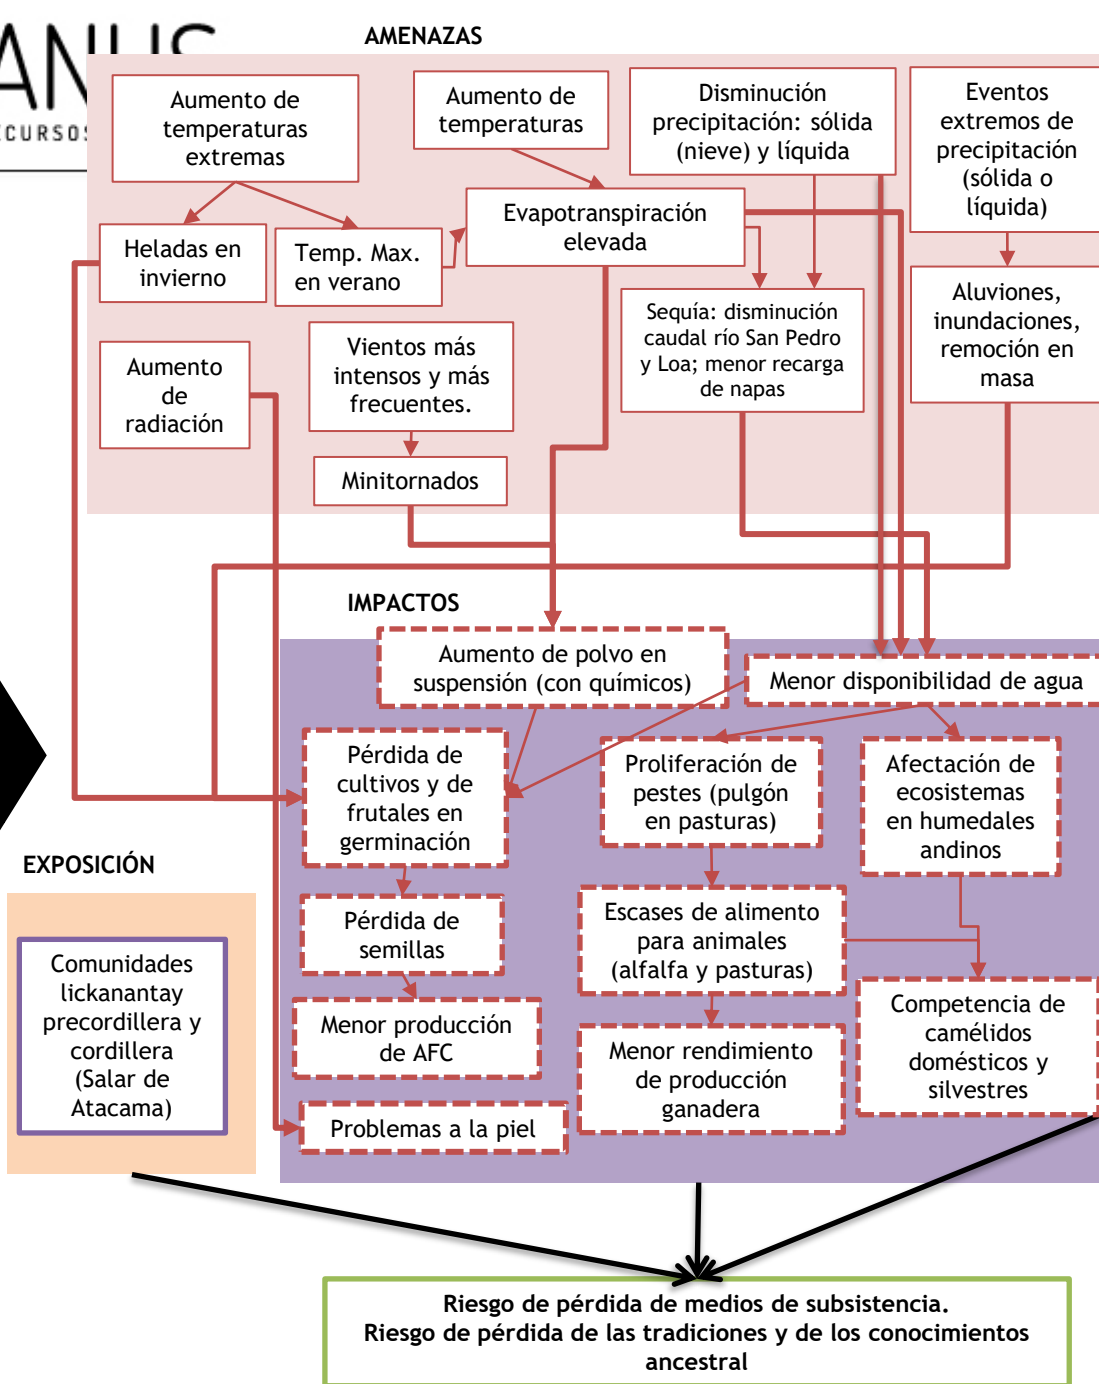 ANUS
ECURSOS
AMENAZAS
Aumento de
temperaturas
extremas
Aumento de
temperaturas
Disminución
precipitación: sólida
(nieve) y líquida
Eventos
extremos de
precipitación
(sólida o
líquida)
Heladas en
invierno
Temp. Max.
en verano
Evapotranspiración
elevada
Sequía: disminución
caudal río San Pedro
y Loa; menor recarga
de napas
Aluviones,
inundaciones,
remoción en
masa
Aumento
de
radiación
Vientos más
intensos y más
frecuentes.
Minitornados
IMPACTOS
Aumento de polvo en
suspensión (con químicos)
Menor disponibilidad de agua
Pérdida de
cultivos y de
frutales en
germinación
Proliferación de
pestes (pulgón
en pasturas)
Afectación de
ecosistemas
en humedales
andinos
Pérdida de
semillas
Escases de alimento
para animales
(alfalfa y pasturas)
Menor producción
de AFC
Menor rendimiento
de producción
ganadera
Competencia de
camélidos
domésticos y
silvestres
Problemas a la piel
EXPOSICIÓN
Comunidades
lickanantay
precordillera y
cordillera
(Salar de
Atacama)
Riesgo de pérdida de medios de subsistencia.
Riesgo de pérdida de las tradiciones y de los conocimientos
ancestral